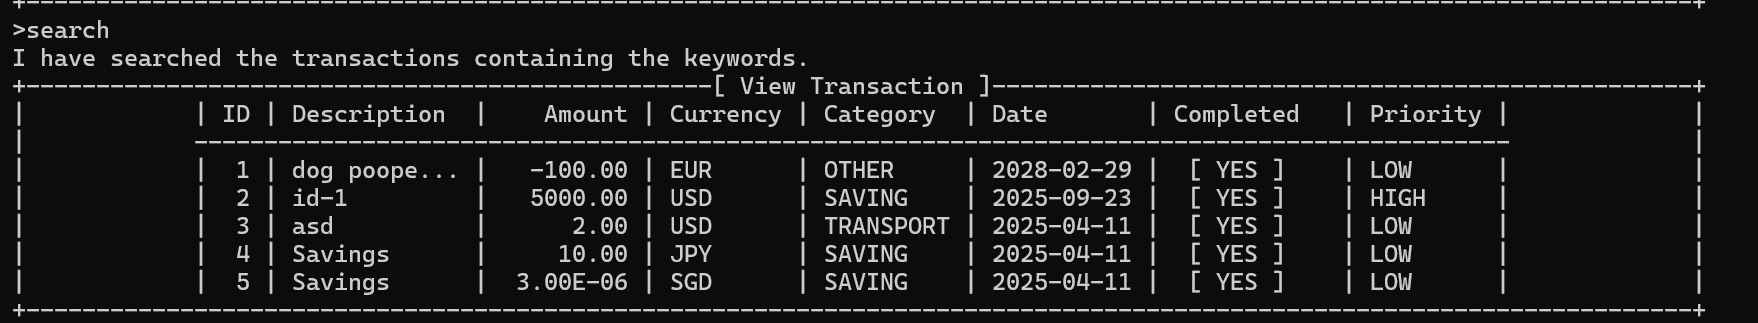 +-----------------------------------------------------------------------------------------------------------------------+
>search
I have searched the transactions containing the keywords.
+-------------------------------------------------[ View Transaction ]--------------------------------------------------+
|            | ID | Description  |    Amount | Currency | Category  | Date       | Completed   | Priority |             |
|            ----------------------------------------------------------------------------------------------             |
|            |  1 | dog poope... |   -100.00 | EUR      | OTHER     | 2028-02-29 |  [ YES ]    | LOW      |             |
|            |  2 | id-1         |   5000.00 | USD      | SAVING    | 2025-09-23 |  [ YES ]    | HIGH     |             |
|            |  3 | asd          |      2.00 | USD      | TRANSPORT | 2025-04-11 |  [ YES ]    | LOW      |             |
|            |  4 | Savings      |     10.00 | JPY      | SAVING    | 2025-04-11 |  [ YES ]    | LOW      |             |
|            |  5 | Savings      |  3.00E-06 | SGD      | SAVING    | 2025-04-11 |  [ YES ]    | LOW      |             |
+-----------------------------------------------------------------------------------------------------------------------+